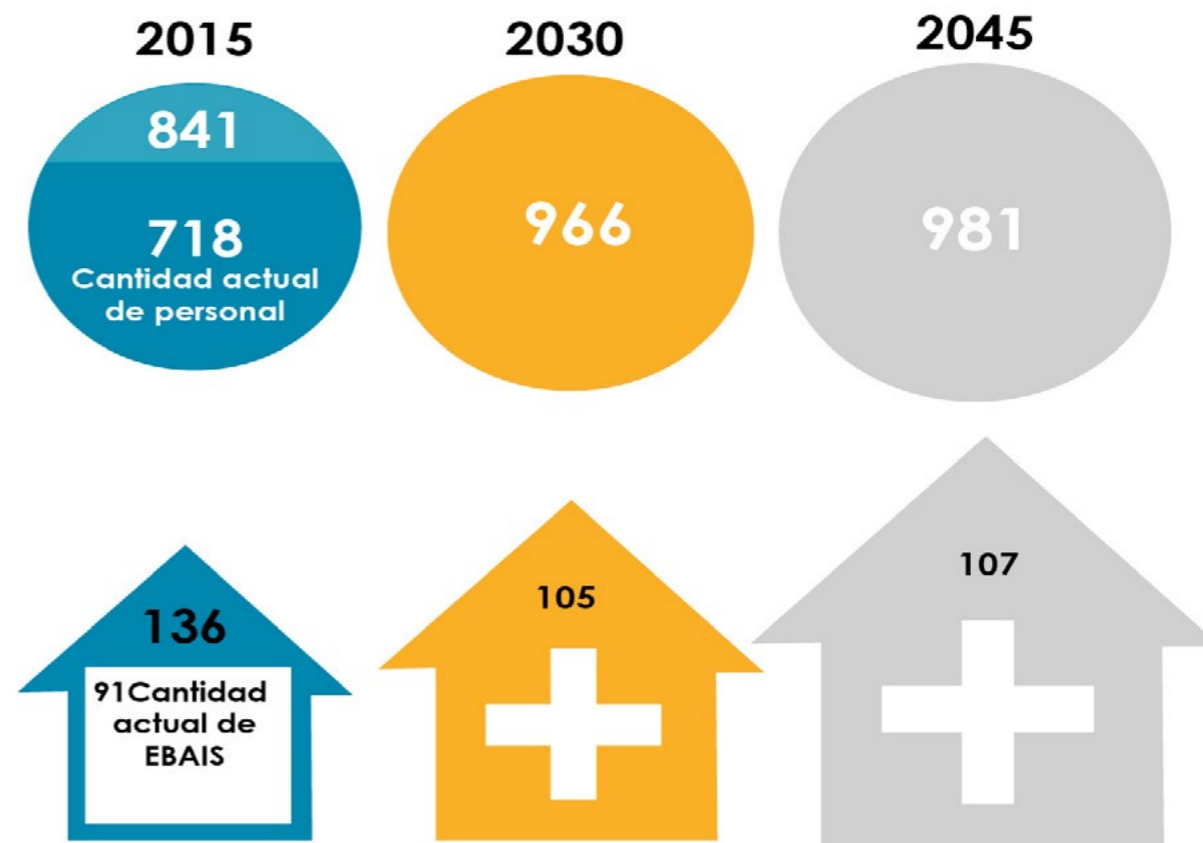 2015
2030
2045
841
718
Cantidad actual
de personal
966
981
136
91Cantidad
actual de
EBAIS
105
107